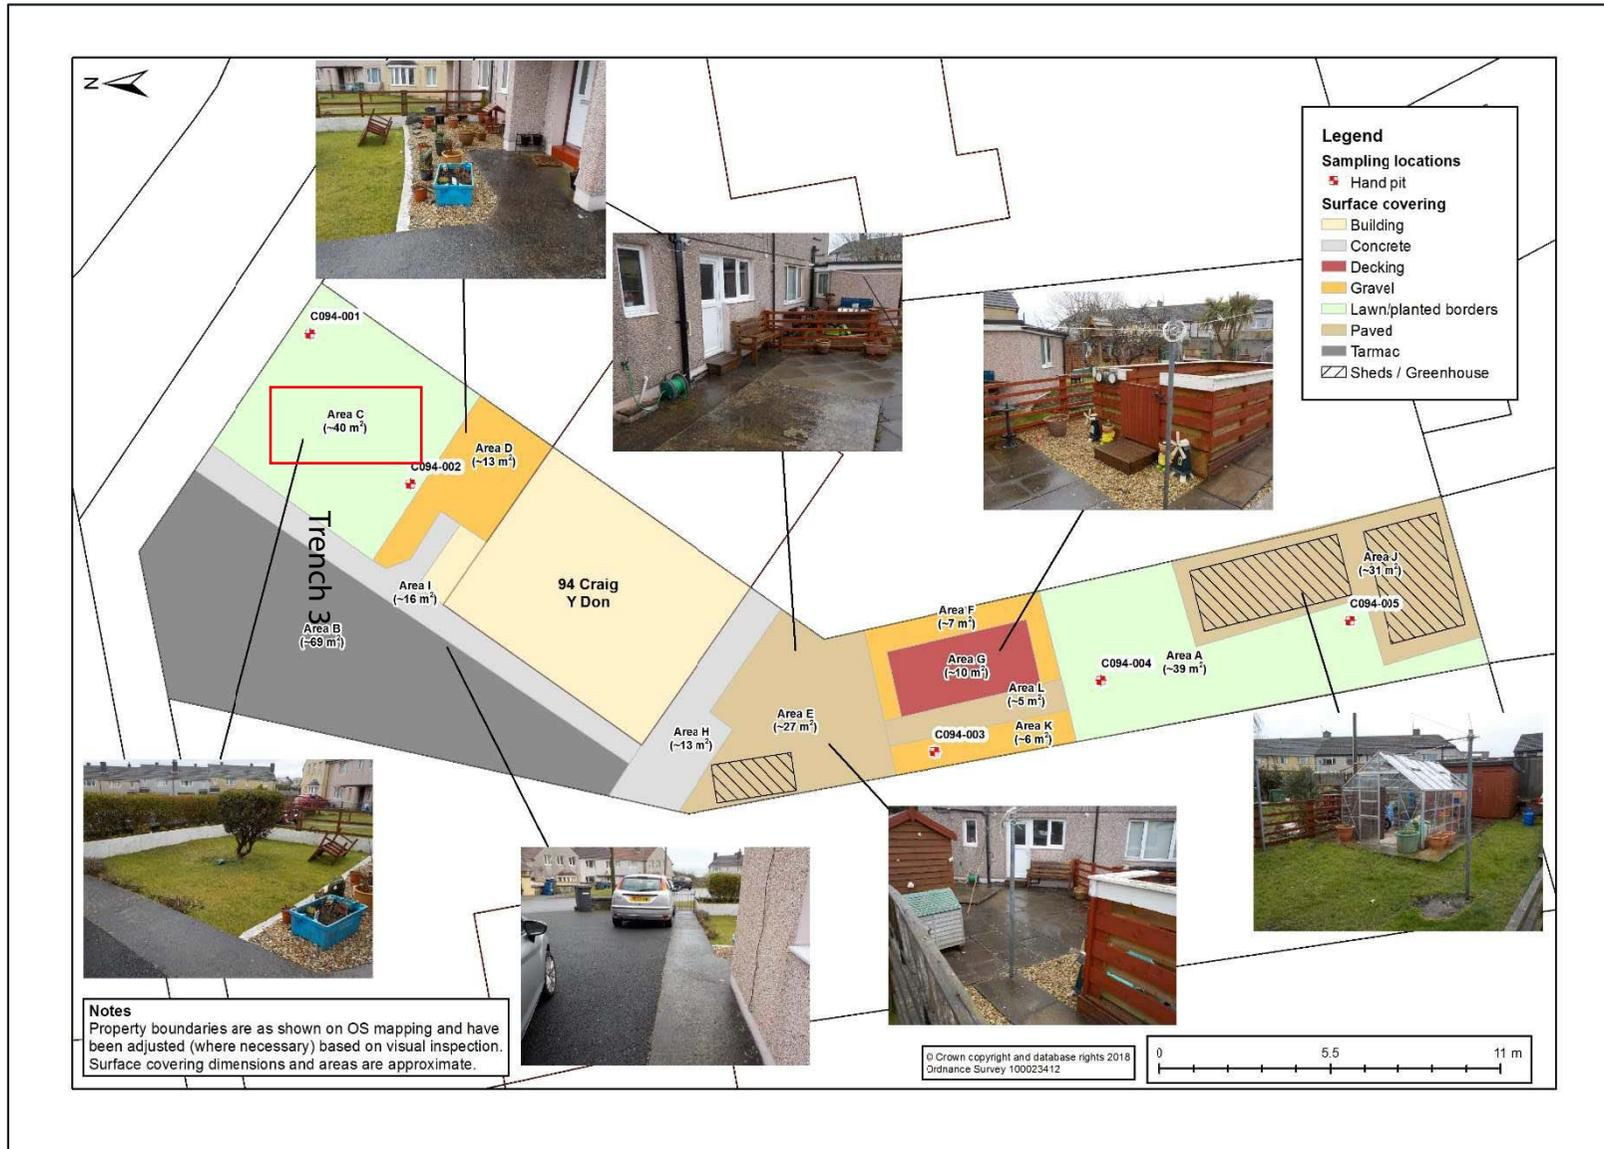 N
Legend
Sampling locations
Hand pit
Surface covering
Building
Concrete
Decking
Gravel
Lawn/planted borders
Paved
Tarmac
Sheds / Greenhouse
C094-001
Area C
(~40 m²)
Area D
(~13 m²)
C094-002
Trench 3
Area I
(~16 m²)
Area B
(~69 m²)
94 Craig
Y Don
Area J
(~31 m²)
C094-005
Area F
(~7 m²)
Area G
(~10 m²)
Area L
(~5 m²)
C094-004
Area A
(~39 m²)
Area E
(~27 m²)
Area H
(~13 m²)
C094-003
Area K
(~6 m²)
Notes
Property boundaries are as shown on OS mapping and have
been adjusted (where necessary) based on visual inspection.
Surface covering dimensions and areas are approximate.
© Crown copyright and database rights 2018
Ordnance Survey 100023412
0 5.5 11 m